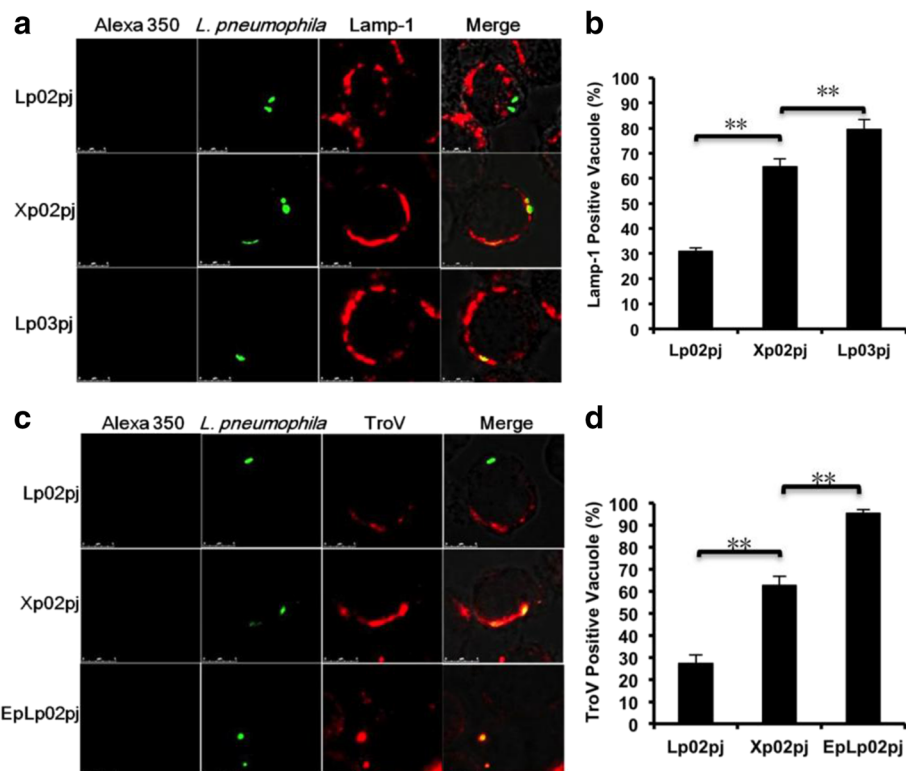 a
Alexa 350 L. pneumophila Lamp-1 Merge
Lp02pj
Xp02pj
Lp03pj
b
Lamp-1 Positive Vacuole (%)
100
90
80
70
60
50
40
30
20
10
0
**
**
Lp02pj Xp02pj Lp03pj
c
Alexa 350 L. pneumophila TroV Merge
Lp02pj
Xp02pj
EpLp02pj
d
TroV Positive Vacuole (%)
100
90
80
70
60
50
40
30
20
10
0
**
**
Lp02pj Xp02pj EpLp02pj